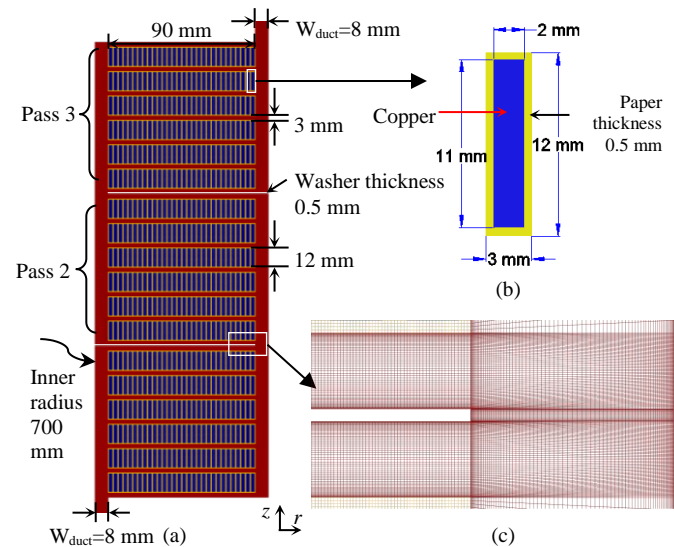 90 mm
W_duct=8 mm
Pass 3
3 mm
Washer thickness
0.5 mm
Pass 2
12 mm
Inner
radius
700
mm
W_duct=8 mm
(a)
z
r
2 mm
Copper
Paper
thickness
0.5 mm
11 mm
12 mm
3 mm
(b)
(c)